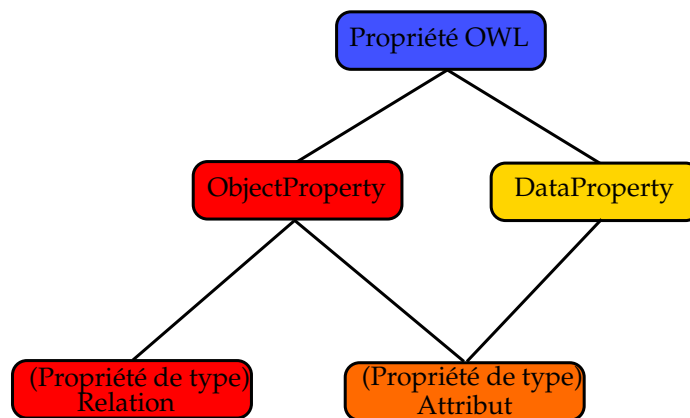 Propriété OWL
ObjectProperty
DataProperty
(Propriété de type)
Relation
(Propriété de type)
Attribut